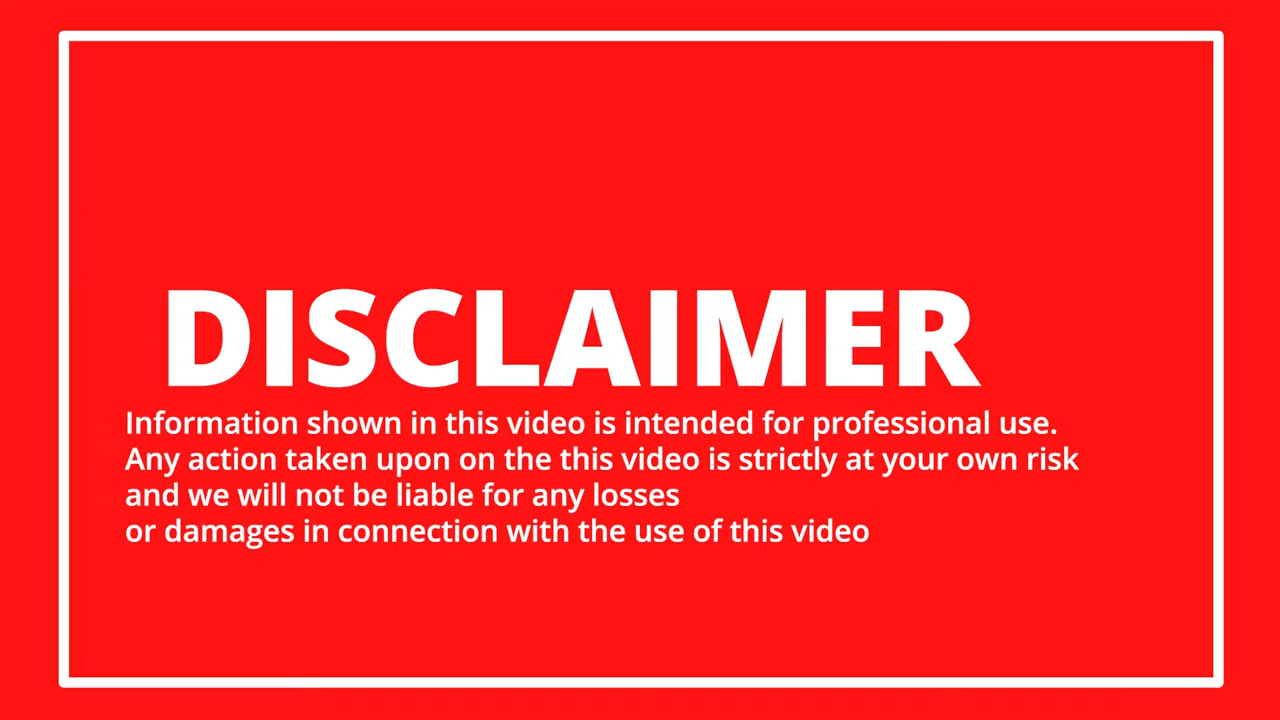 DISCLAIMER
Information shown in this video is intended for professional use.
Any action taken upon on the this video is strictly at your own risk
and we will not be liable for any losses
or damages in connection with the use of this video